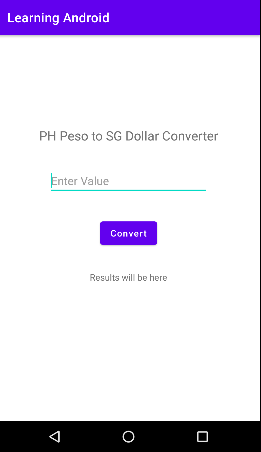 Learning Android
PH Peso to SG Dollar Converter
Enter Value
Convert
Results will be here